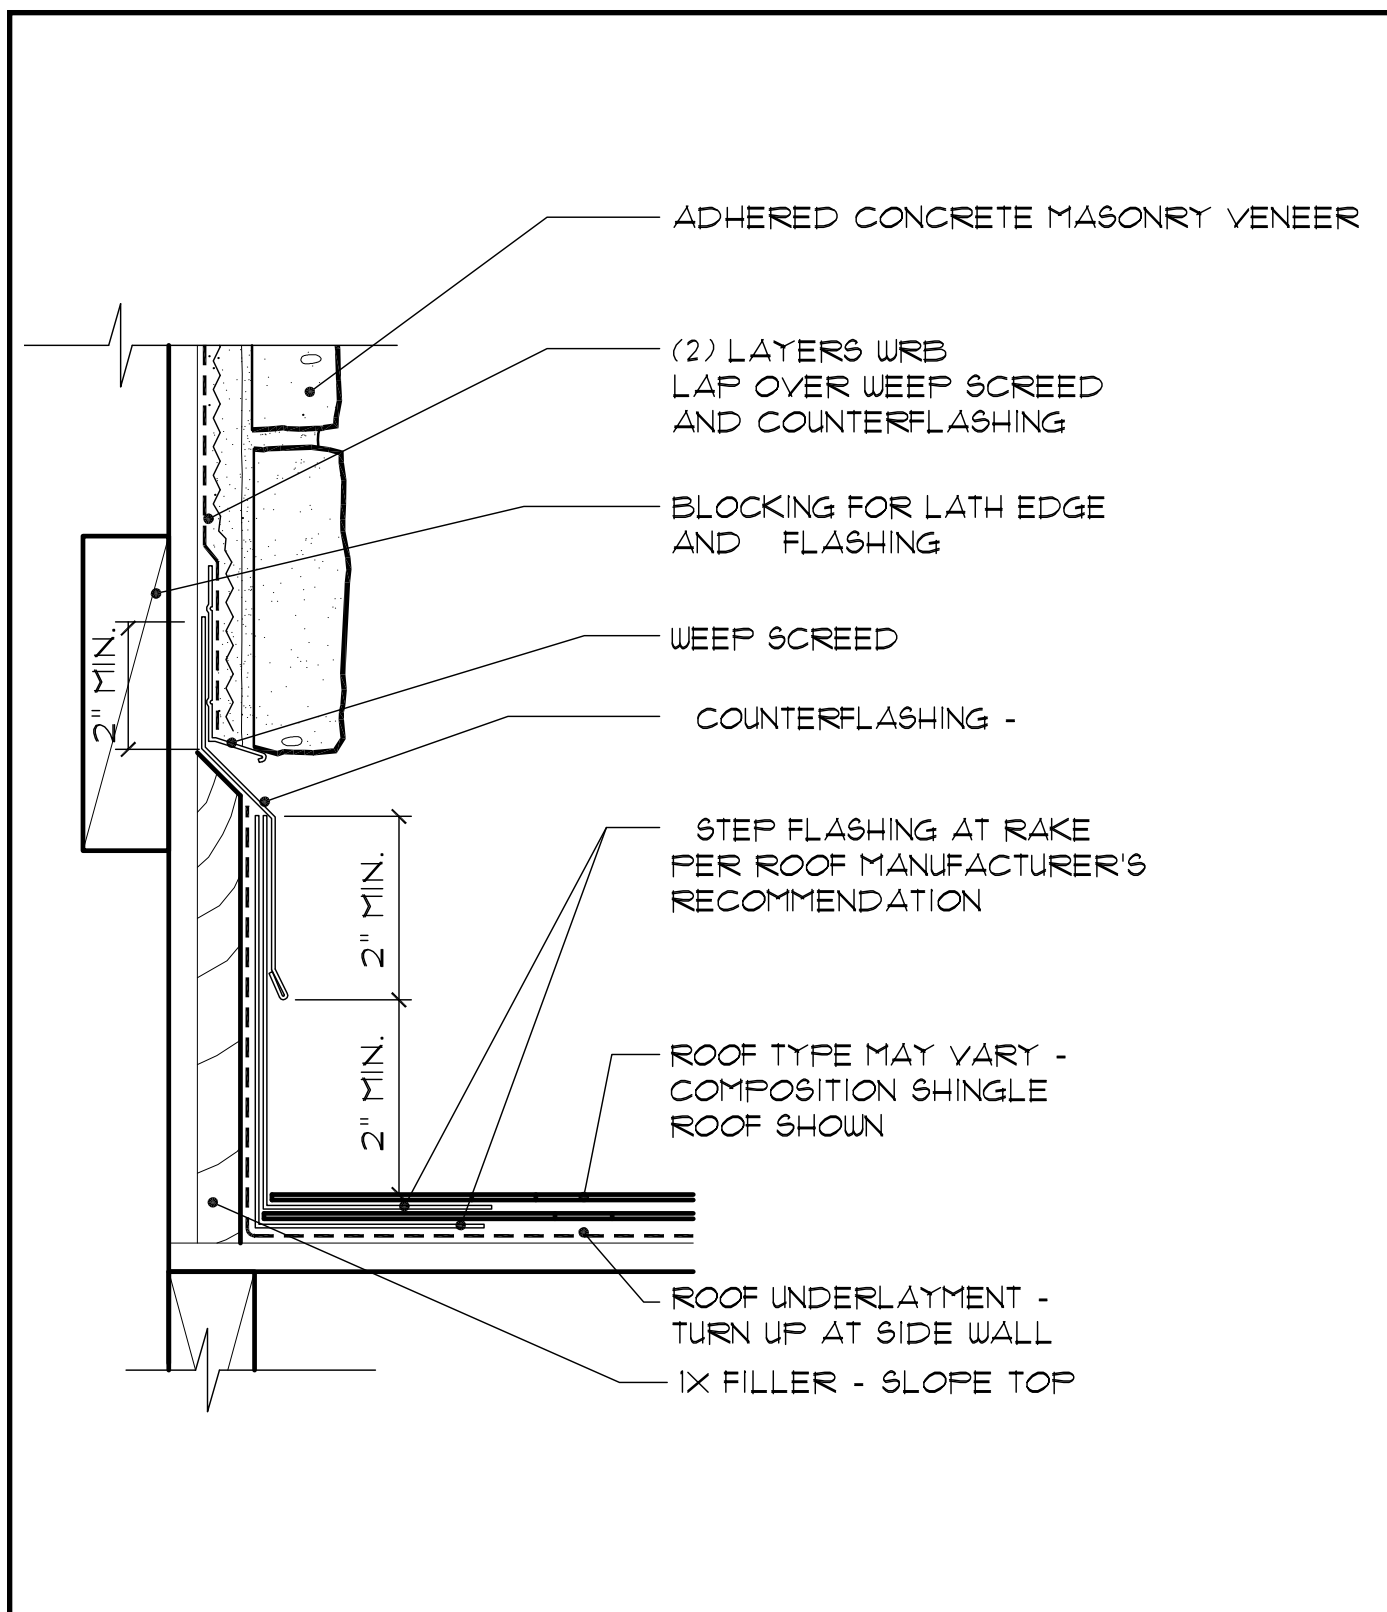 ADHERED CONCRETE MASONRY VENEER
(2) LAYERS WRB
LAP OVER WEEP SCREED
AND COUNTERFLASHING
BLOCKING FOR LATH EDGE
AND FLASHING
WEEP SCREED
2" MIN.
COUNTERFLASHING -
STEP FLASHING AT RAKE
PER ROOF MANUFACTURER'S
RECOMMENDATION
2" MIN.
2" MIN.
ROOF TYPE MAY VARY -
COMPOSITION SHINGLE
ROOF SHOWN
ROOF UNDERLAYMENT -
TURN UP AT SIDE WALL
1X FILLER - SLOPE TOP